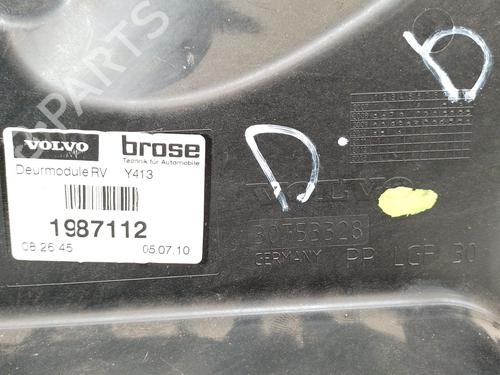 VOLVO
brose
Technik für Automobile
Deurmodule RV Y413
1987112
08:26:45 05.07.10
D
D
VOLVO
30753328
GERMANY
PP LGF 30